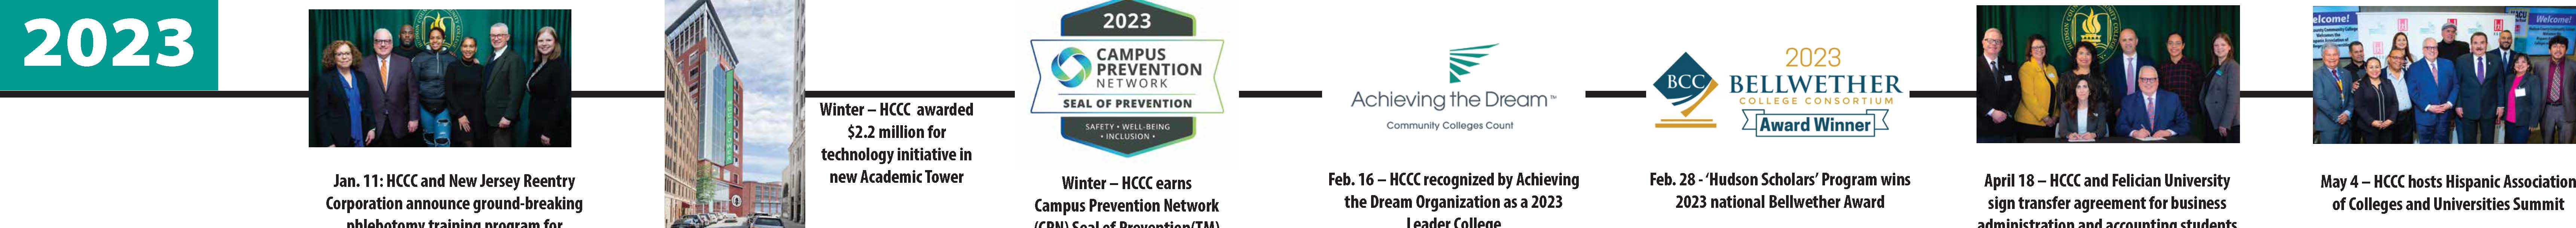 2023
Jan. 11: HCCC and New Jersey Reentry
Corporation announce ground-breaking
phlebotomy training program for
Winter – HCCC awarded
$2.2 million for
technology initiative in
new Academic Tower
2023
CAMPUS
PREVENTION
NETWORK
SEAL OF PREVENTION
SAFETY • WELL-BEING
• INCLUSION •
Winter – HCCC earns
Campus Prevention Network
(CPN) Seal of Prevention(TM)
Achieving the Dream™
Community Colleges Count
Feb. 16 – HCCC recognized by Achieving
the Dream Organization as a 2023
Leader College
BCC
2023
BELLWETHER
COLLEGE CONSORTIUM
Award Winner
Feb. 28 - ‘Hudson Scholars’ Program wins
2023 national Bellwether Award
April 18 – HCCC and Felician University
sign transfer agreement for business
administration and accounting students
Welcome!
May 4 – HCCC hosts Hispanic Association
of Colleges and Universities Summit